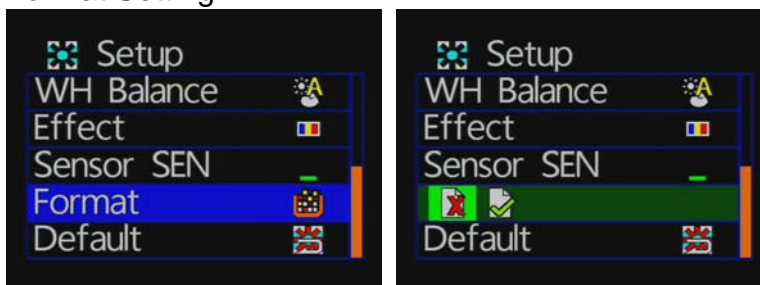 Setup
WH Balance
Effect
Sensor SEN
Format
Default
Setup
WH Balance
Effect
Sensor SEN
Default